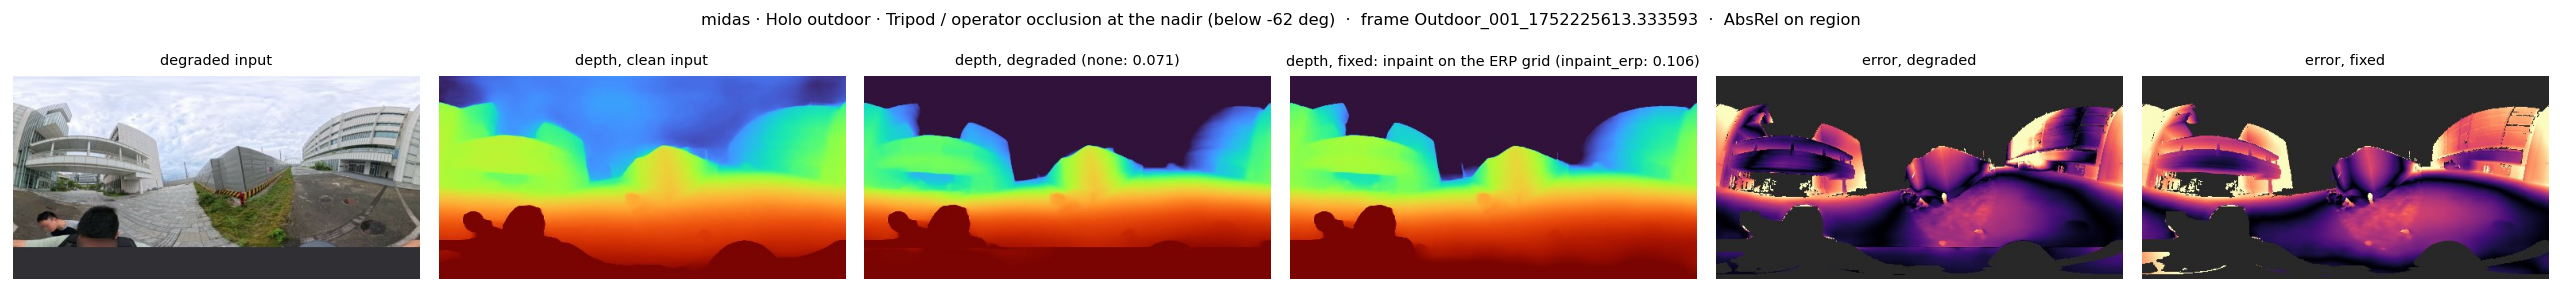 midas · Holo outdoor · Tripod / operator occlusion at the nadir (below -62 deg)  ·  frame Outdoor_001_1752225613.333593  ·  AbsRel on region
degraded input
depth, clean input
depth, degraded (none: 0.071)
depth, fixed: inpaint on the ERP grid (inpaint_erp: 0.106)
error, degraded
error, fixed